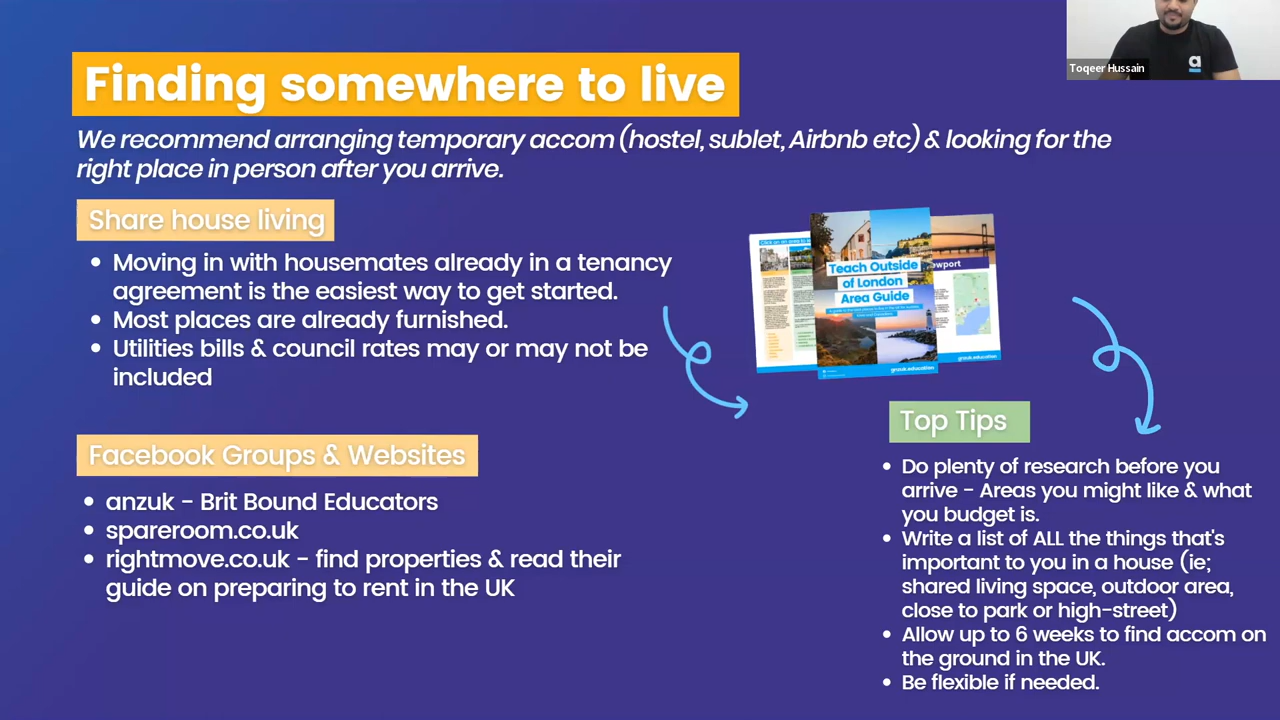 Toqeer Hussain
a
Finding somewhere to live
We recommend arranging temporary accom (hostel, sublet, Airbnb etc) & looking for the
right place in person after you arrive.
Share house living
• Moving in with housemates already in a tenancy
agreement is the easiest way to get started.
• Most places are already furnished.
• Utilities bills & council rates may or may not be
included
Teach Outside
of London
Area Guide
Facebook Groups & Websites
• anzuk - Brit Bound Educators
• spareroom.co.uk
• rightmove.co.uk - find properties & read their
guide on preparing to rent in the UK
Top Tips
• Do plenty of research before you
arrive - Areas you might like & what
you budget is.
• Write a list of ALL the things that's
important to you in a house (ie;
shared living space, outdoor area,
close to park or high-street)
• Allow up to 6 weeks to find accom on
the ground in the UK.
• Be flexible if needed.